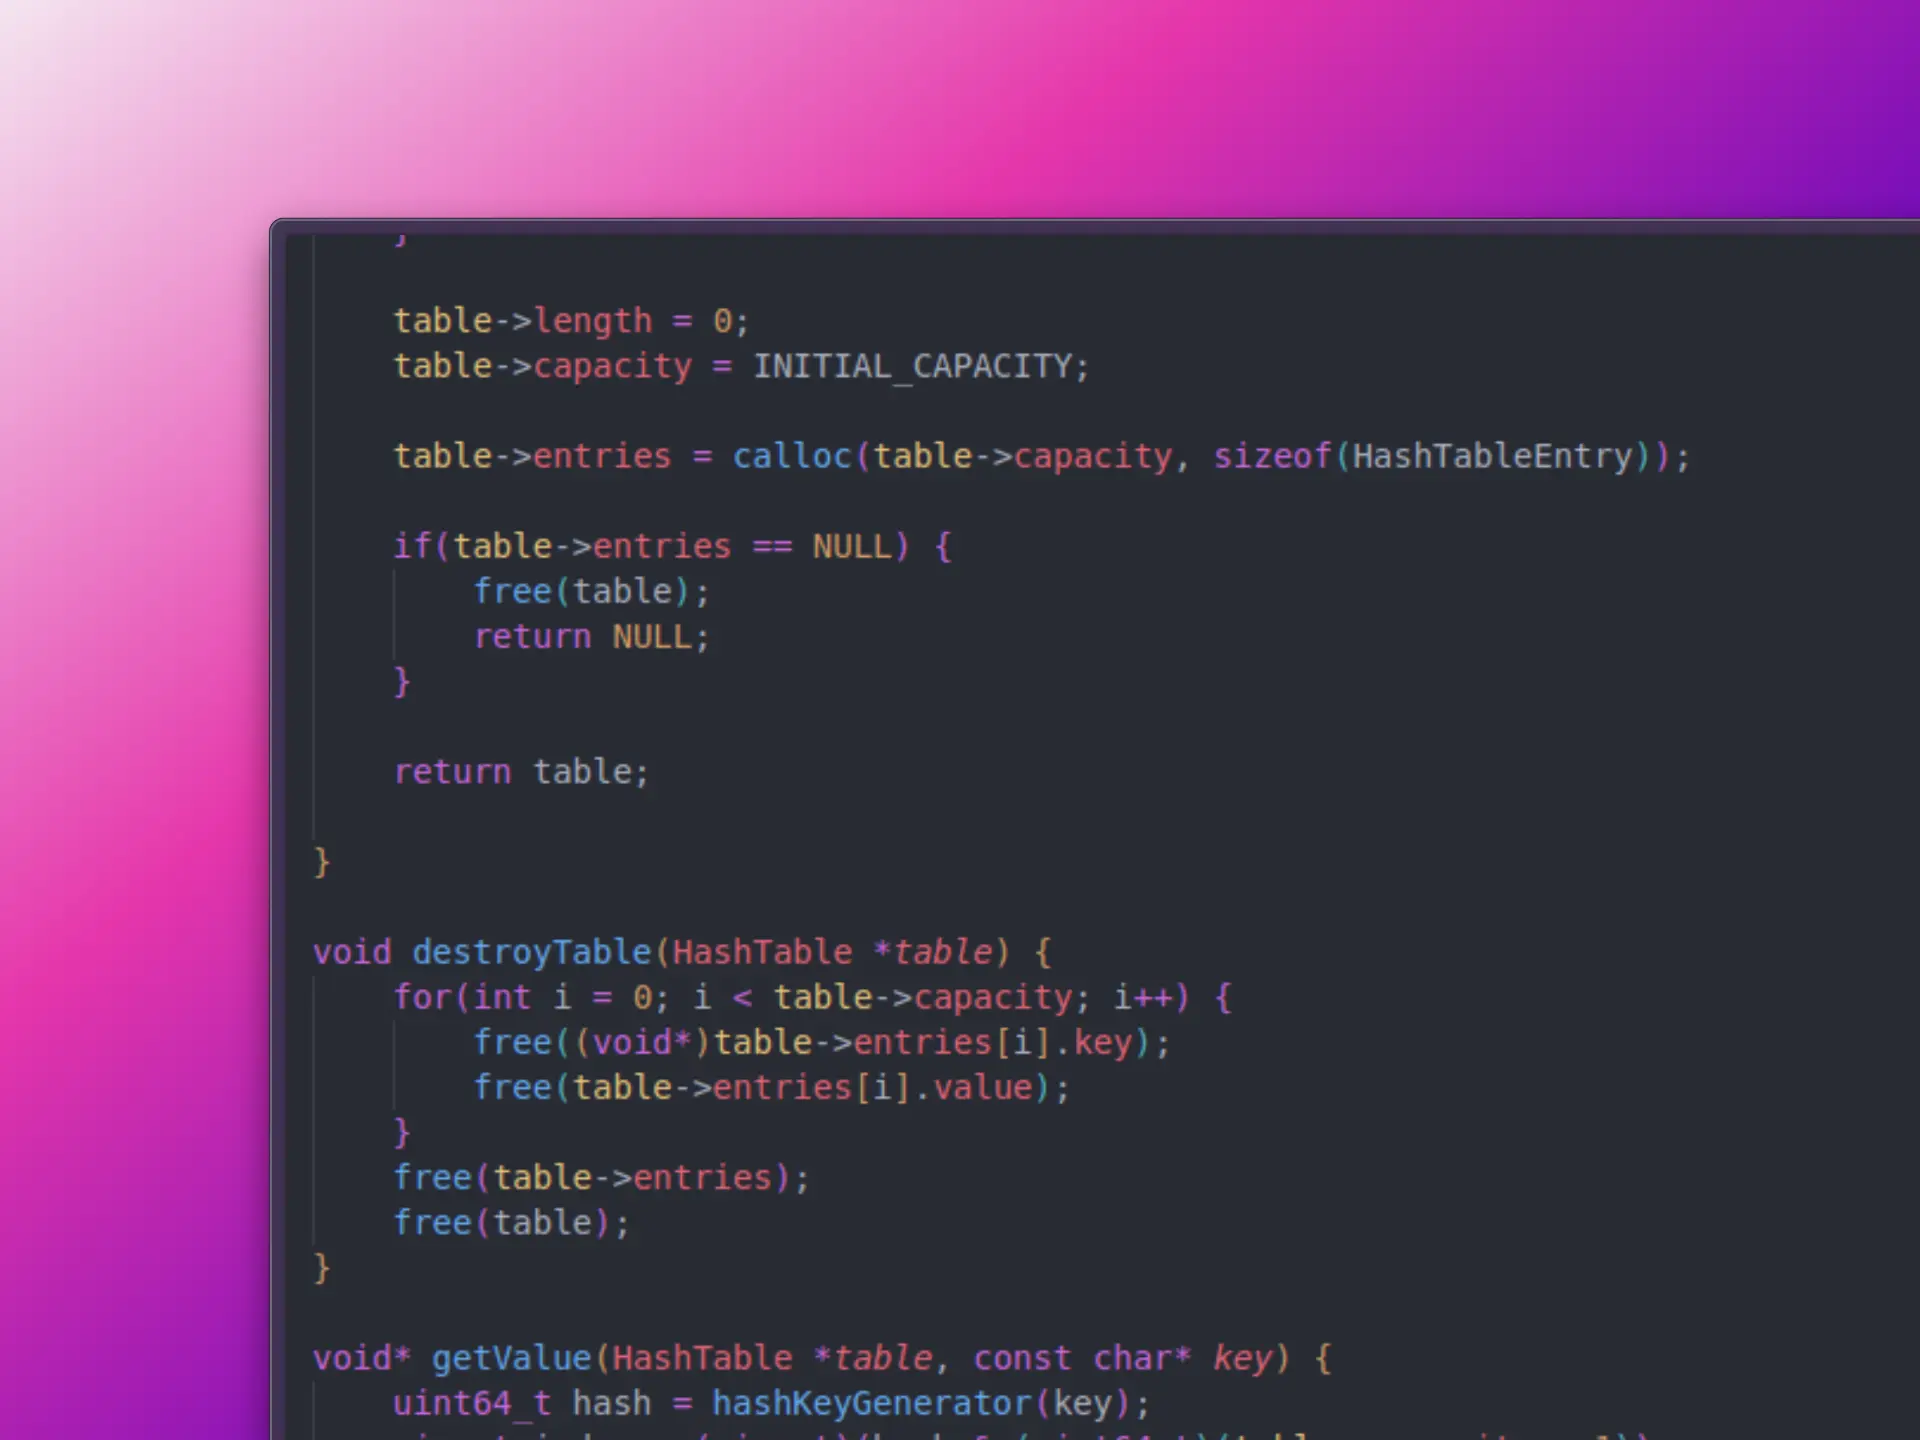 }
table->length = 0;
table->capacity = INITIAL_CAPACITY;
table->entries = calloc(table->capacity, sizeof(HashTableEntry));
if(table->entries == NULL) {
free(table);
return NULL;
}
return table;
}
void destroyTable(HashTable *table) {
for(int i = 0; i < table->capacity; i++) {
free((void*)table->entries[i].key);
free(table->entries[i].value);
}
free(table->entries);
free(table);
}
void* getValue(HashTable *table, const char* key) {
uint64_t hash = hashKeyGenerator(key);